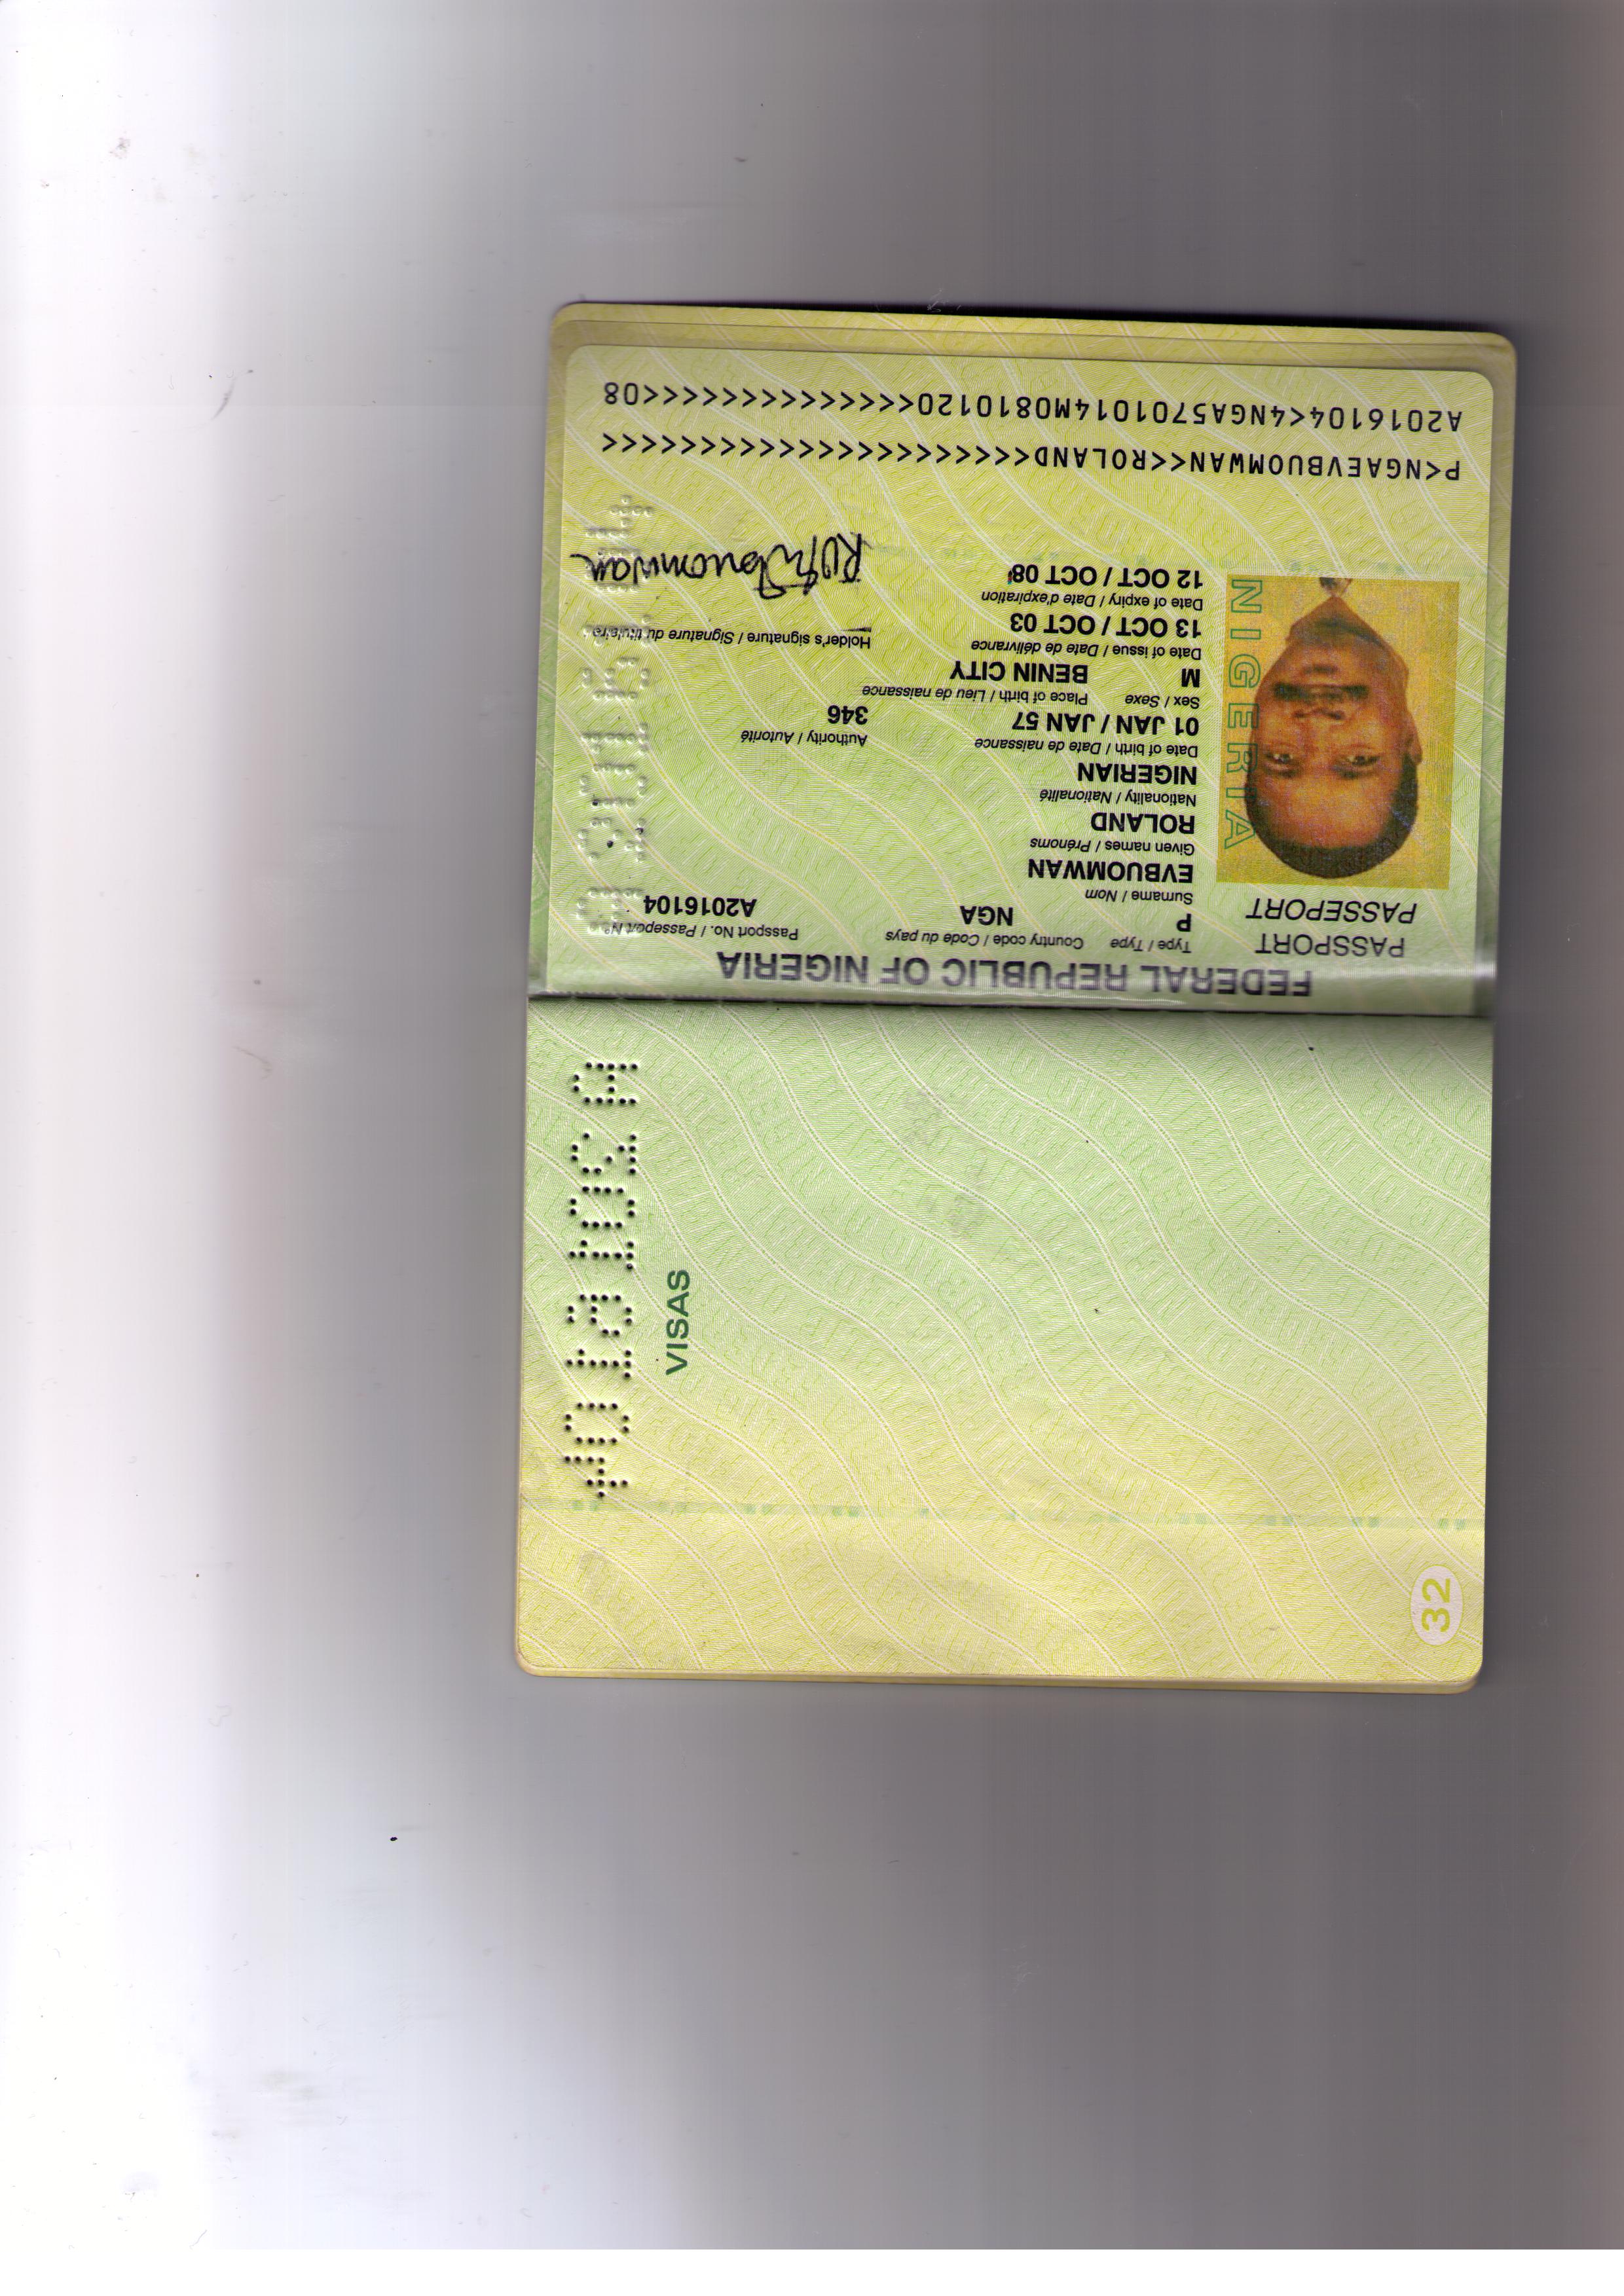 FEDERAL REPUBLIC OF NIGERIA
PASSPORT
PASSEPORT
Type / Type
Country code / Code du pays
Passport No. / Passeport N°
P
NGA
A2016104
Surname / Nom
EVBUOMWAN
Given names / Prénoms
ROLAND
Nationality / Nationalité
NIGERIAN
Date of birth / Date de naissance
Authority / Autorité
01 JAN / JAN 57
346
Sex / Sexe
Place of birth / Lieu de naissance
M
BENIN CITY
Date of issue / Date de délivrance
Holder's signature / Signature du titulaire
13 OCT / OCT 03
Date of expiry / Date d'expiration
12 OCT / OCT 08
NIGERIA
P<NGAEVBUOMWAN<<ROLAND<<<<<<<<<<<<<<<<<<<<<<
A2016104<4NGA5701014M0810120<<<<<<<<<<<<<<08
A2016104
VISAS
32